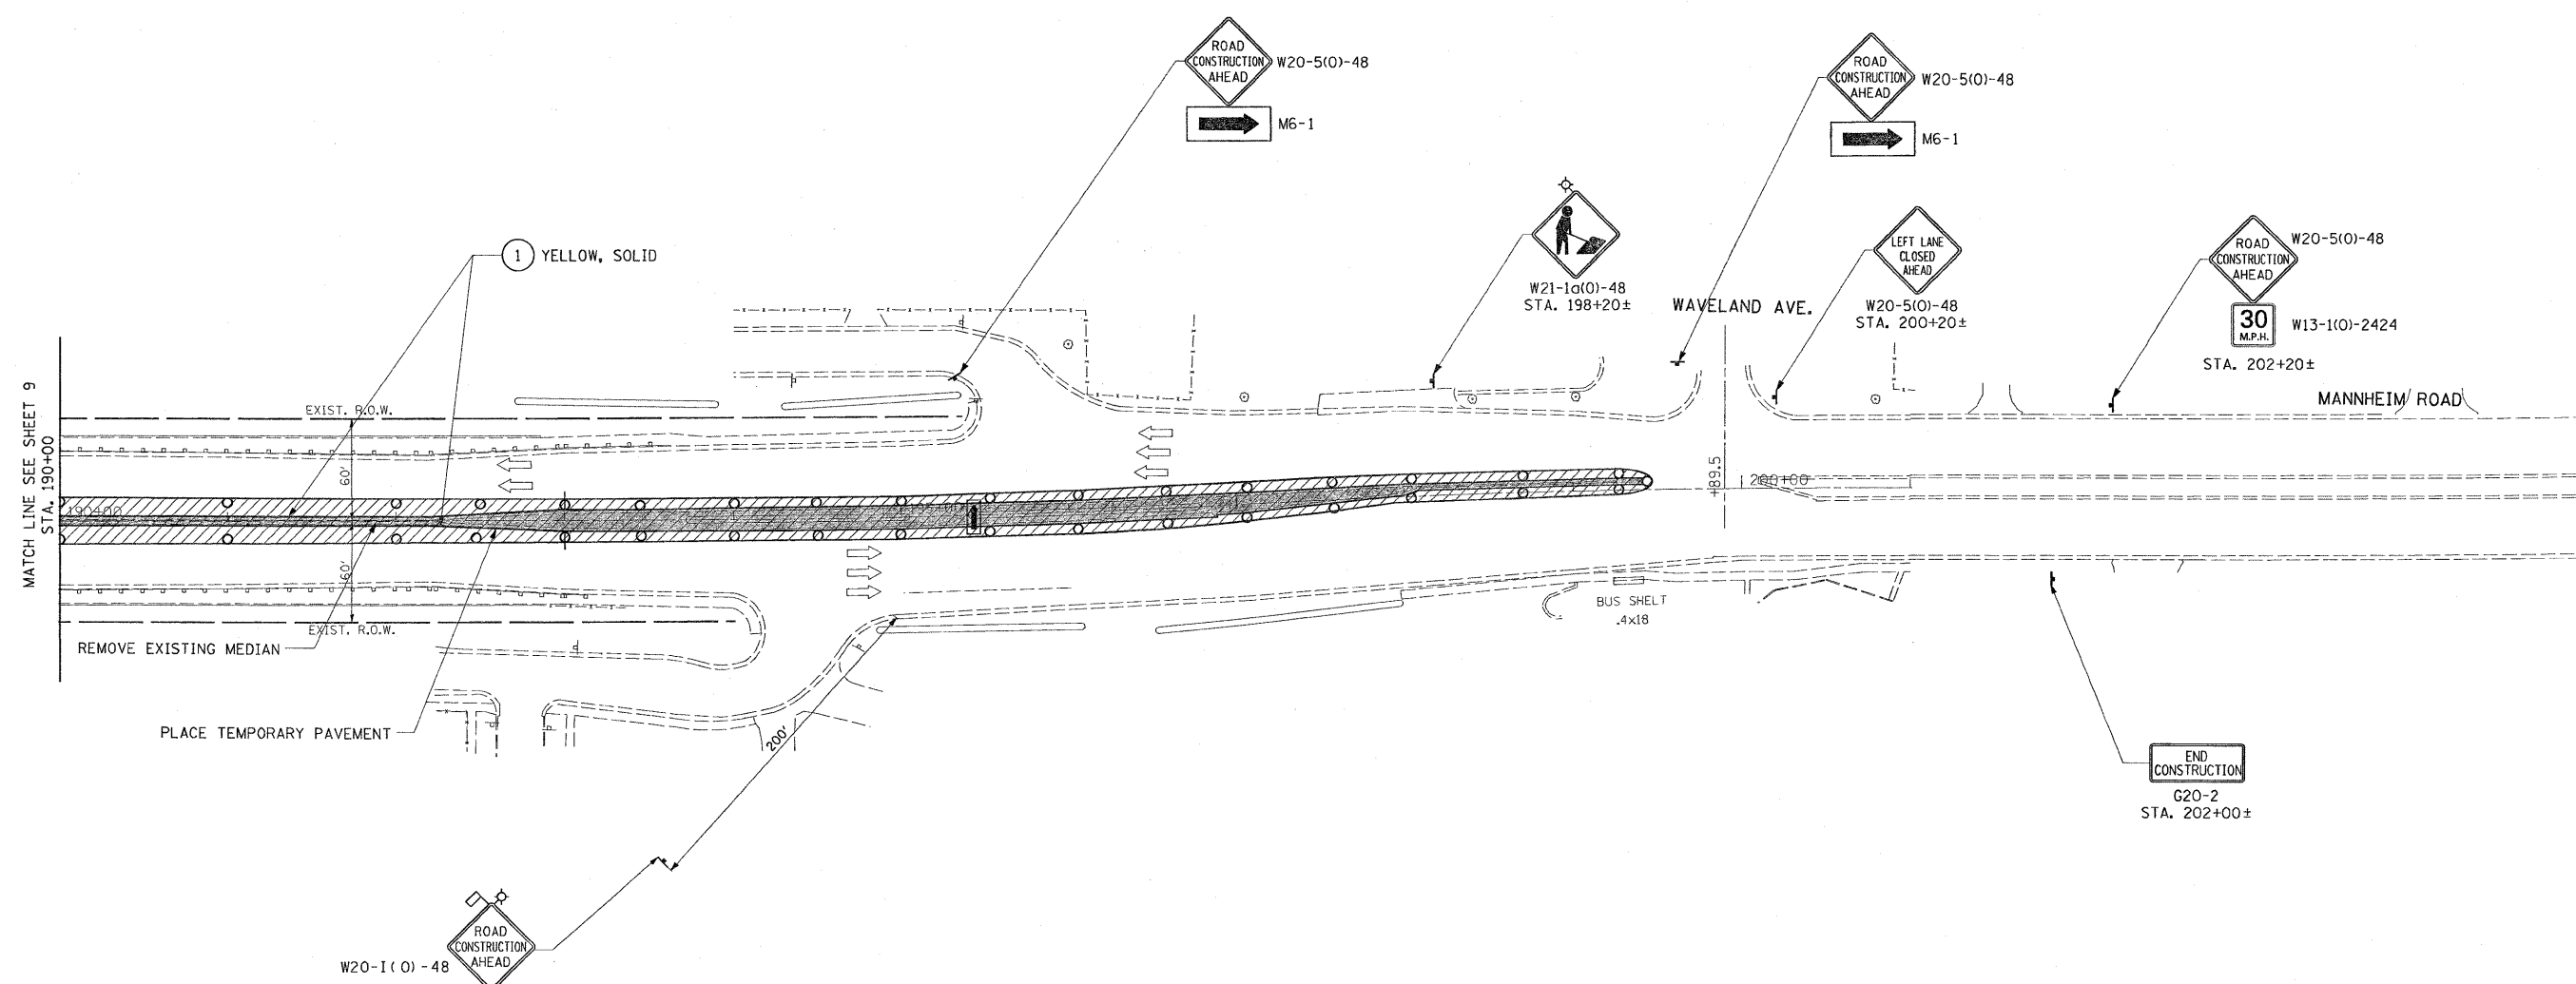 ROAD
CONSTRUCTION
AHEAD
W20-5(O)-48
M6-1
ROAD
CONSTRUCTION
AHEAD
W20-5(O)-48
M6-1
W21-1a(O)-48
STA. 198+20±
WAVELAND AVE.
LEFT LANE
CLOSED
AHEAD
W20-5(O)-48
STA. 200+20±
ROAD
CONSTRUCTION
AHEAD
W20-5(O)-48
30
M.P.H.
W13-1(O)-2424
STA. 202+20±
MANNHEIM ROAD
1 YELLOW, SOLID
MATCH LINE SEE SHEET 9
STA. 190+00
EXIST. R.O.W.
60'
190+00
+89.5
200+00
60'
EXIST. R.O.W.
REMOVE EXISTING MEDIAN
BUS SHELT
.4x18
PLACE TEMPORARY PAVEMENT
200'
END
CONSTRUCTION
G20-2
STA. 202+00±
ROAD
CONSTRUCTION
AHEAD
W20-I(O)-48